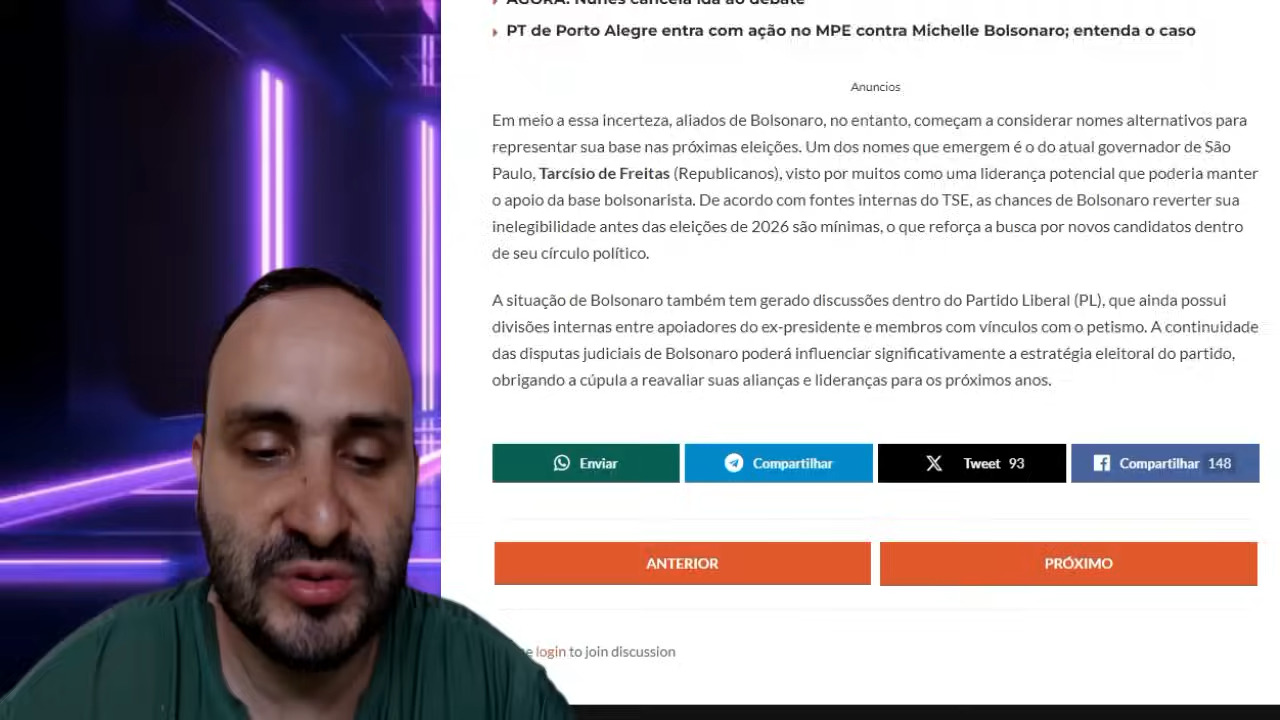 AGORA: Nunes cancela ida ao debate
PT de Porto Alegre entra com ação no MPE contra Michelle Bolsonaro; entenda o caso
Anuncios
Em meio a essa incerteza, aliados de Bolsonaro, no entanto, começam a considerar nomes alternativos para
representar sua base nas próximas eleições. Um dos nomes que emergem é o do atual governador de São
Paulo, Tarcísio de Freitas (Republicanos), visto por muitos como uma liderança potencial que poderia manter
o apoio da base bolsonarista. De acordo com fontes internas do TSE, as chances de Bolsonaro reverter sua
inelegibilidade antes das eleições de 2026 são mínimas, o que reforça a busca por novos candidatos dentro
de seu círculo político.
A situação de Bolsonaro também tem gerado discussões dentro do Partido Liberal (PL), que ainda possui
divisões internas entre apoiadores do ex-presidente e membros com vínculos com o petismo. A continuidade
das disputas judiciais de Bolsonaro poderá influenciar significativamente a estratégia eleitoral do partido,
obrigando a cúpula a reavaliar suas alianças e lideranças para os próximos anos.
Enviar
Compartilhar
Tweet 93
Compartilhar 148
ANTERIOR
PRÓXIMO
login to join discussion